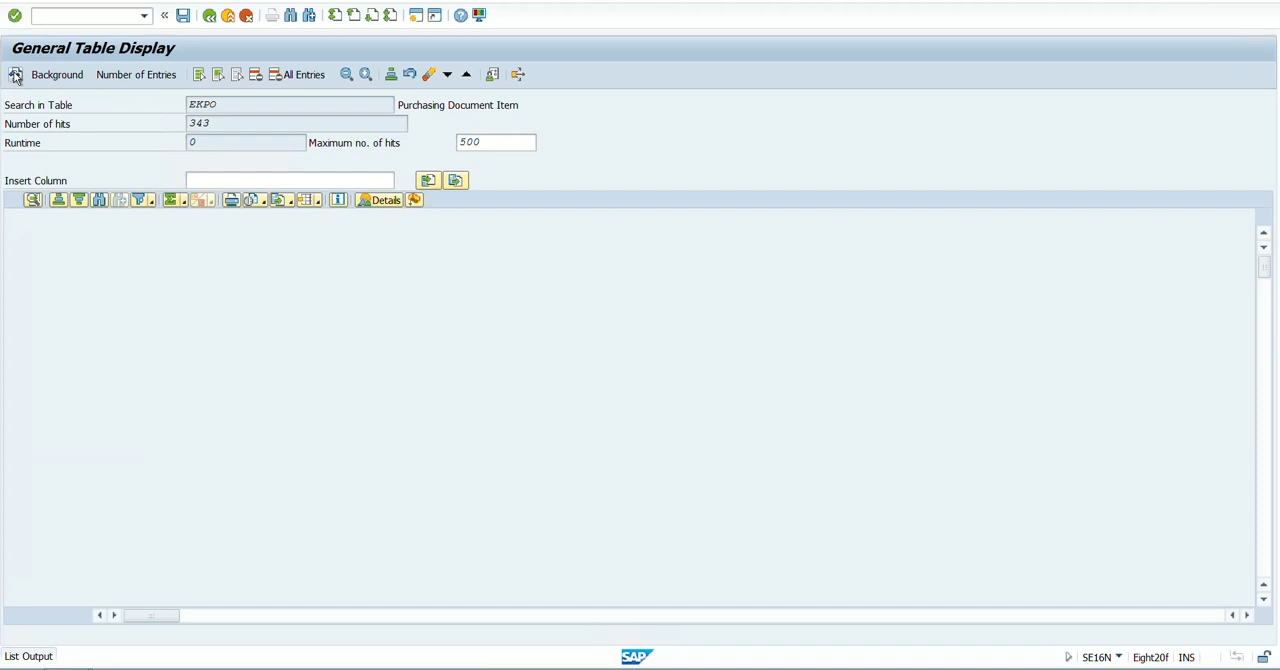 General Table Display
Background Number of Entries All Entries
Search in Table EKPO Purchasing Document Item
Number of hits 343
Runtime 0 Maximum no. of hits 500
Insert Column
Details
List Output SAP SE16N Eight20f INS